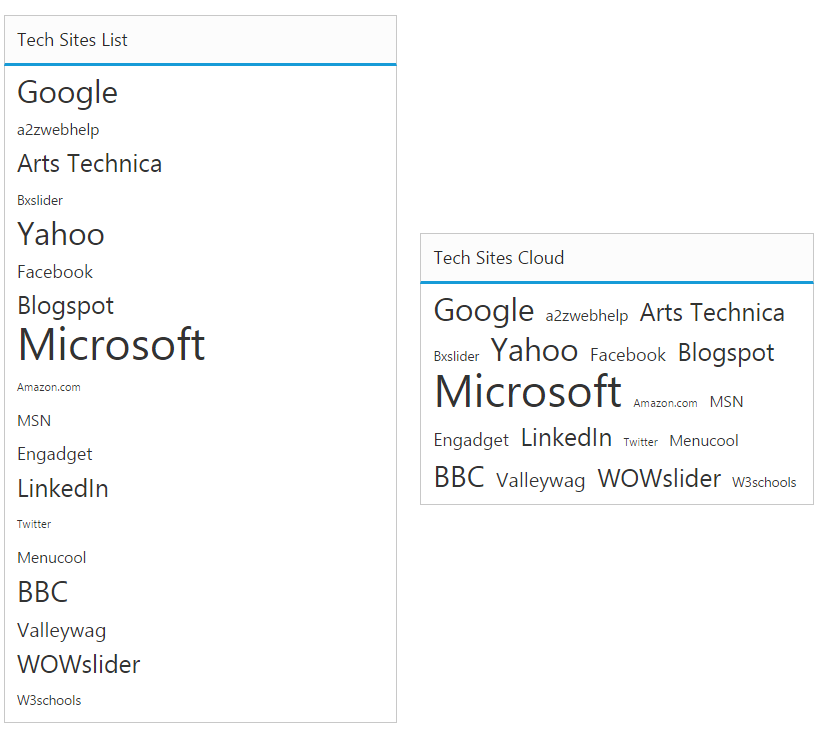 Tech Sites List
Google
a2zwebhelp
Arts Technica
Bxslider
Yahoo
Facebook
Blogspot
Microsoft
Amazon.com
MSN
Engadget
LinkedIn
Twitter
Menucool
BBC
Valleywag
WOWslider
W3schools
Tech Sites Cloud
Google a2zwebhelp Arts Technica
Bxslider Yahoo Facebook Blogspot
Microsoft Amazon.com MSN
Engadget LinkedIn Twitter Menucool
BBC Valleywag WOWslider W3schools